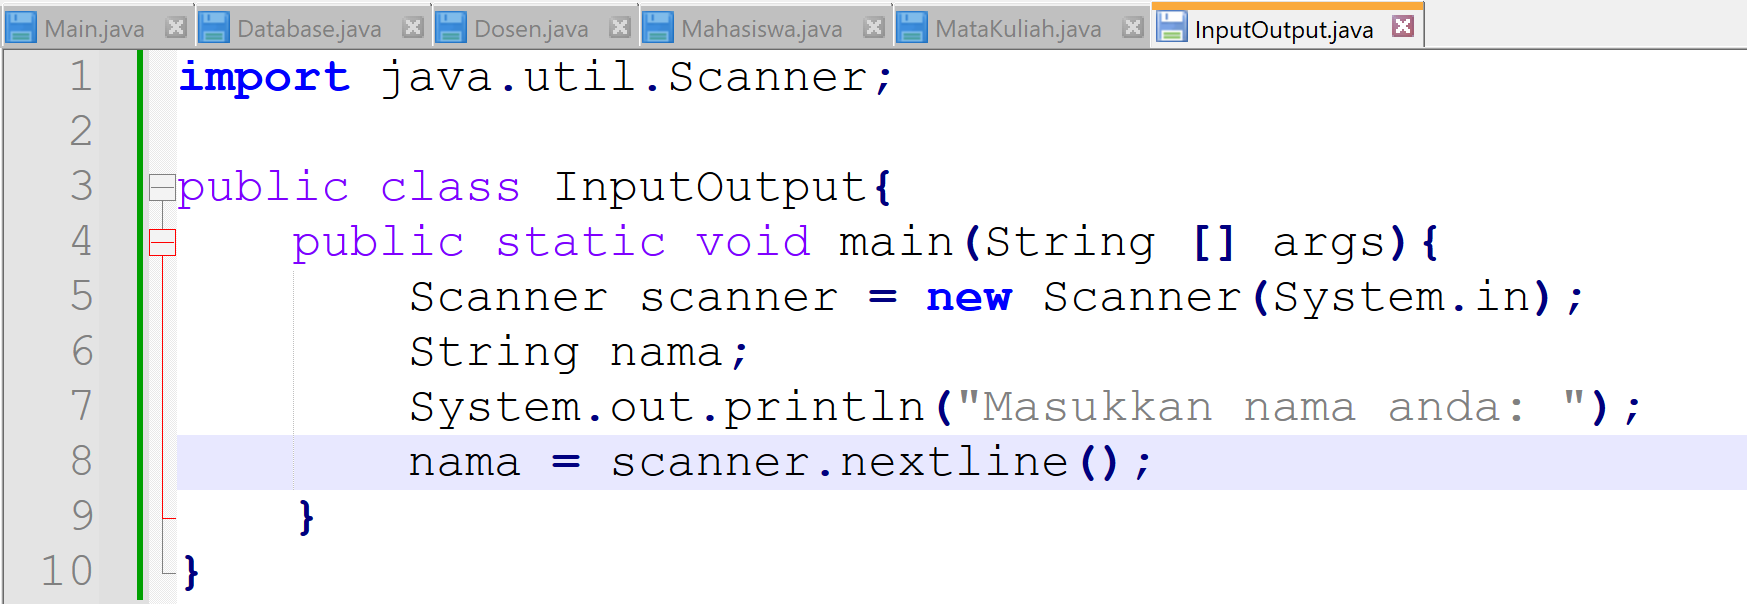 Main.java Database.java Dosen.java Mahasiswa.java MataKuliah.java InputOutput.java
1 import java.util.Scanner;
2
3 public class InputOutput{
4 public static void main(String [] args){
5 Scanner scanner = new Scanner(System.in);
6 String nama;
7 System.out.println("Masukkan nama anda: ");
8 nama = scanner.nextline();
9 }
10 }